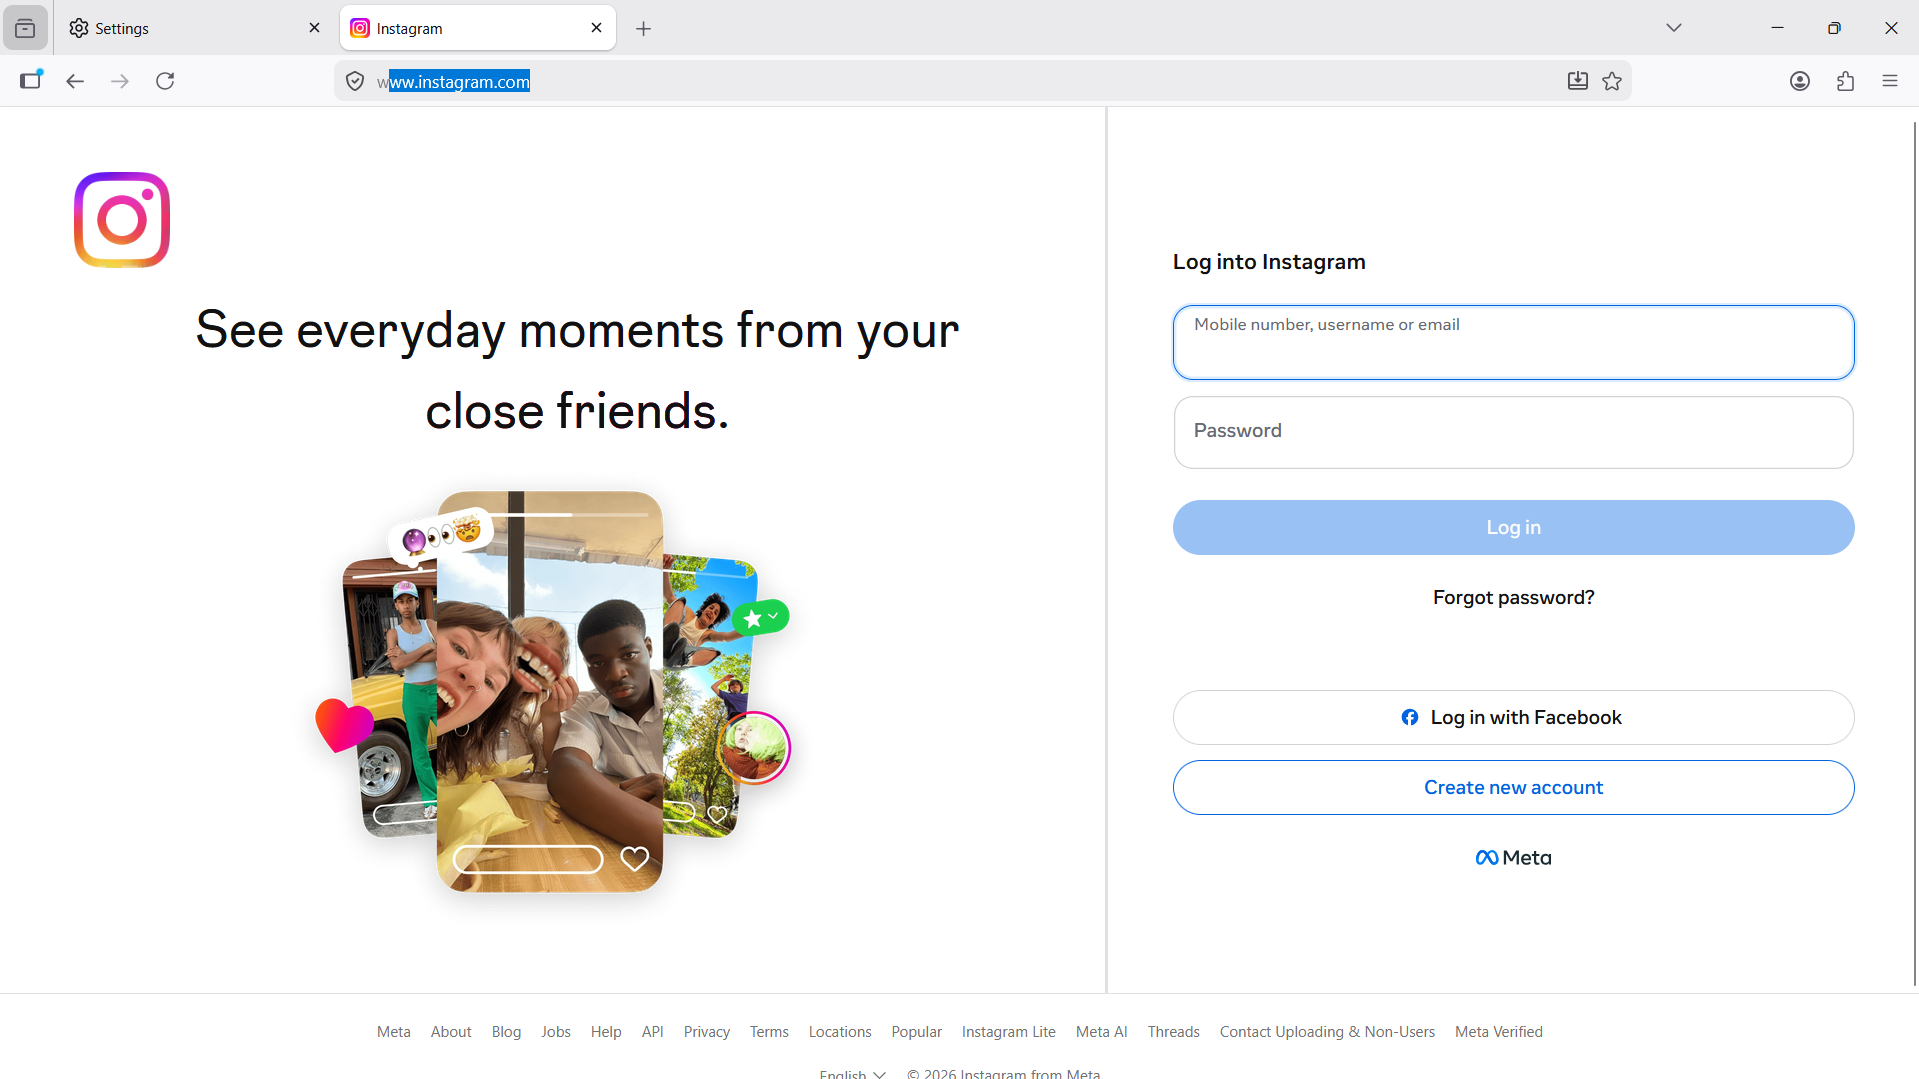 Settings
Instagram
www.instagram.com
See everyday moments from your
close friends.
Log into Instagram
Mobile number, username or email
Password
Log in
Forgot password?
Log in with Facebook
Create new account
Meta
Meta About Blog Jobs Help API Privacy Terms Locations Popular Instagram Lite Meta AI Threads Contact Uploading & Non-Users Meta Verified
English © 2026 Instagram from Meta